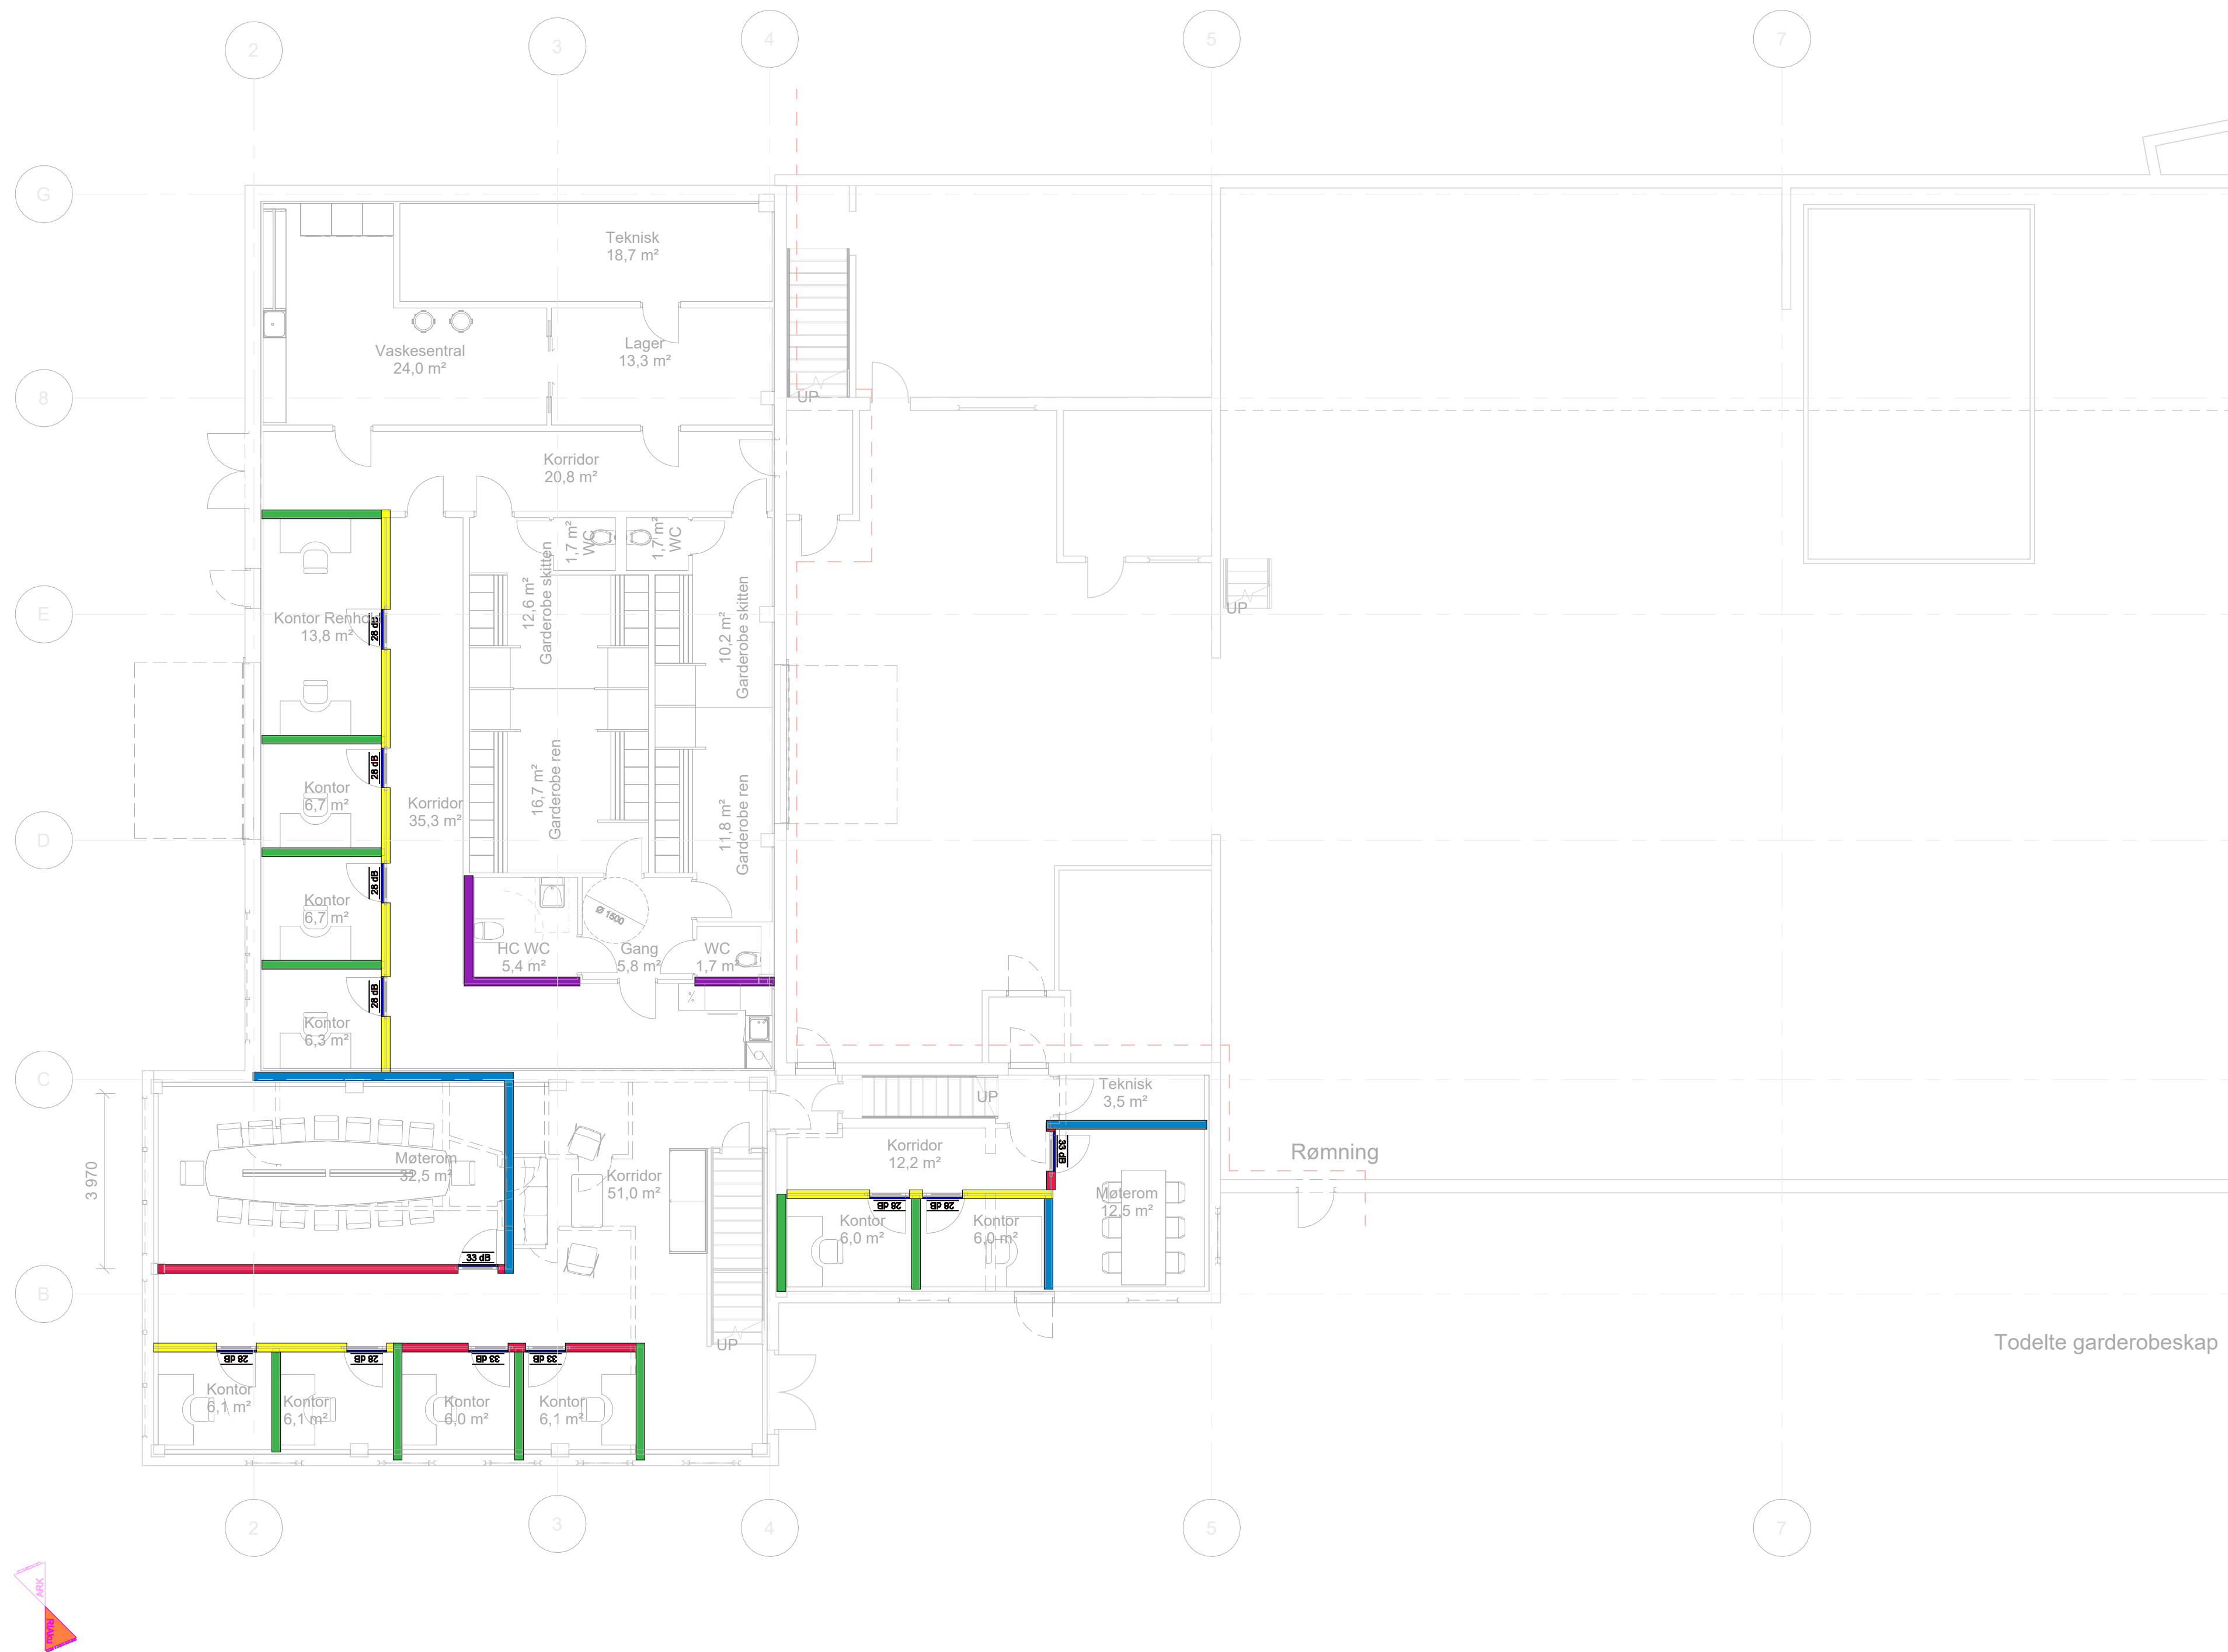 2
3
4
5
7
G
Teknisk
18,7 m²
Vaskesentral
24,0 m²
Lager
13,3 m²
8
UP
Korridor
20,8 m²
1,7 m²
WC
1,7 m²
WC
12,6 m²
Garderobe skitten
10,2 m²
Garderobe skitten
E
Kontor Renho
13,8 m²
28 dB
UP
16,7 m²
Garderobe ren
11,8 m²
Garderobe ren
28 dB
Kontor
6,7 m²
Korridor
35,3 m²
D
28 dB
Kontor
6,7 m²
Ø 1500
HC WC
5,4 m²
Gang
5,8 m²
WC
1,7 m²
28 dB
Kontor
6,3 m²
C
Teknisk
3,5 m²
UP
3 970
Møterom
32,5 m²
Korridor
51,0 m²
Korridor
12,2 m²
33 dB
Rømning
Møterom
12,5 m²
28 dB
28 dB
Kontor
6,0 m²
Kontor
6,0 m²
33 dB
B
UP
Todelte garderobeskap
28 dB
28 dB
33 dB
33 dB
Kontor
6,1 m²
Kontor
6,1 m²
Kontor
6,0 m²
Kontor
6,1 m²
2
3
4
5
7
ARK
RIAku